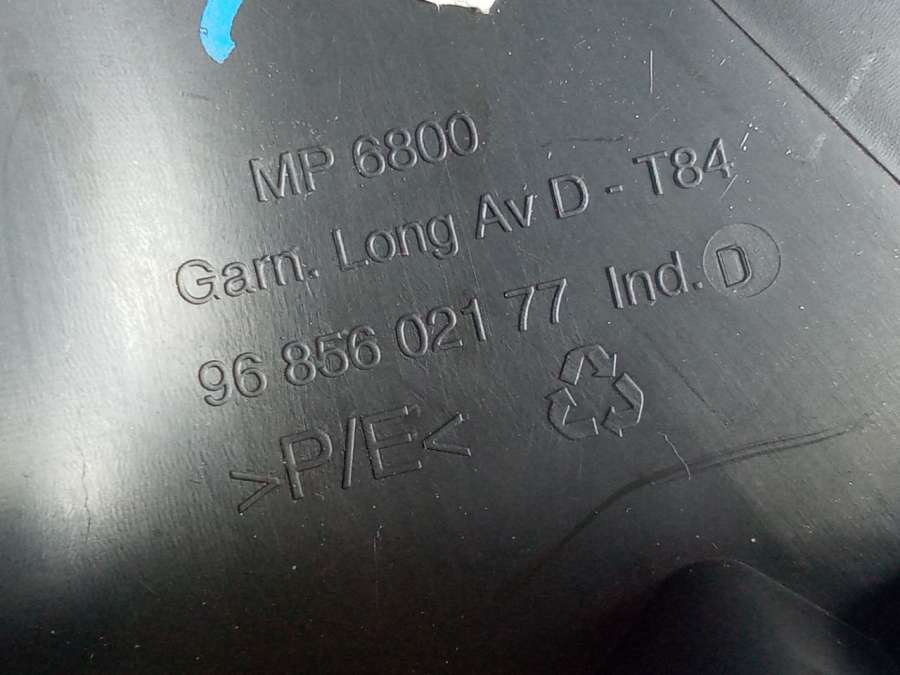 MP 6800
Garn. Long Av D - T84
96 856 021 77 Ind. D
>P/E<